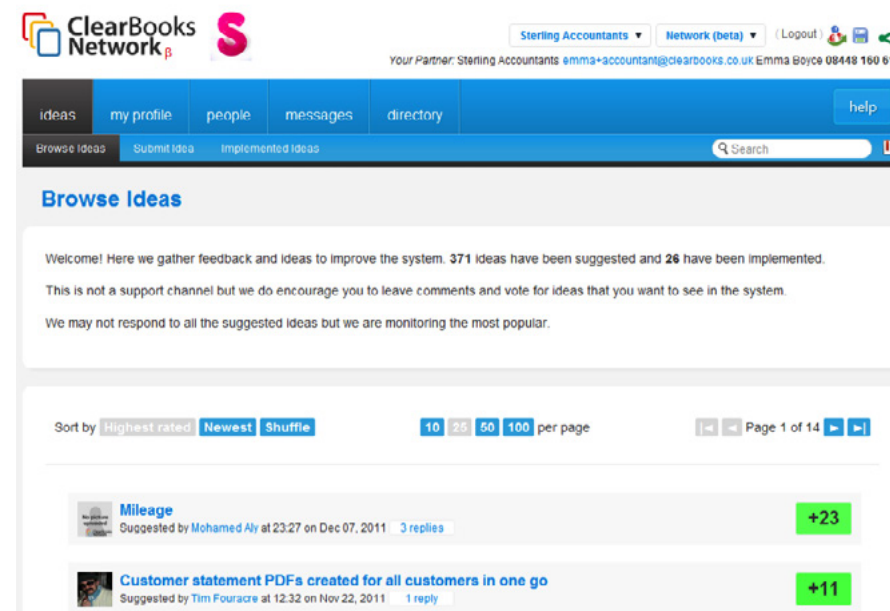 ClearBooks
Network β
S
Sterling Accountants ▼ Network (beta) ▼ (Logout)
Your Partner: Sterling Accountants emma+accountant@clearbooks.co.uk Emma Boyce 08448 160 6
ideas my profile people messages directory help
Browse Ideas Submit Idea Implemented Ideas Search
Browse Ideas
Welcome! Here we gather feedback and ideas to improve the system. 371 ideas have been suggested and 26 have been implemented.
This is not a support channel but we do encourage you to leave comments and vote for ideas that you want to see in the system.
We may not respond to all the suggested ideas but we are monitoring the most popular.
Sort by Highest rated Newest Shuffle 10 25 50 100 per page Page 1 of 14
Mileage
Suggested by Mohamed Aly at 23:27 on Dec 07, 2011 3 replies
+23
Customer statement PDFs created for all customers in one go
Suggested by Tim Fouracre at 12:32 on Nov 22, 2011 1 reply
+11